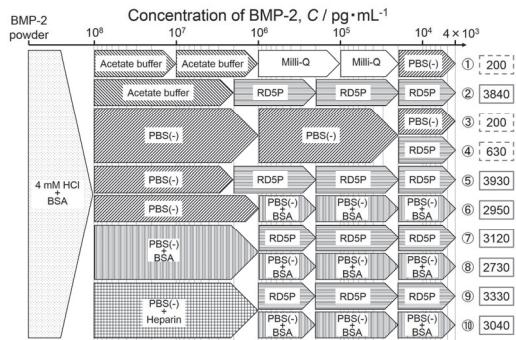 Concentration of BMP-2, C / pg・mL-1
BMP-2
powder
10⁸ 10⁷ 10⁶ 10⁵ 10⁴ 4 × 10³
4 mM HCl
+
BSA
Acetate buffer Acetate buffer Milli-Q Milli-Q PBS(-) ① 200
Acetate buffer RD5P RD5P RD5P ② 3840
PBS(-) PBS(-) PBS(-) ③ 200
RD5P ④ 630
PBS(-) RD5P RD5P RD5P ⑤ 3930
PBS(-) PBS(-)
+
BSA PBS(-)
+
BSA PBS(-)
+
BSA ⑥ 2950
PBS(-)
+
BSA RD5P RD5P RD5P ⑦ 3120
PBS(-)
+
BSA PBS(-)
+
BSA PBS(-)
+
BSA ⑧ 2730
PBS(-)
+
Heparin RD5P RD5P RD5P ⑨ 3330
PBS(-)
+
BSA PBS(-)
+
BSA PBS(-)
+
BSA ⑩ 3040